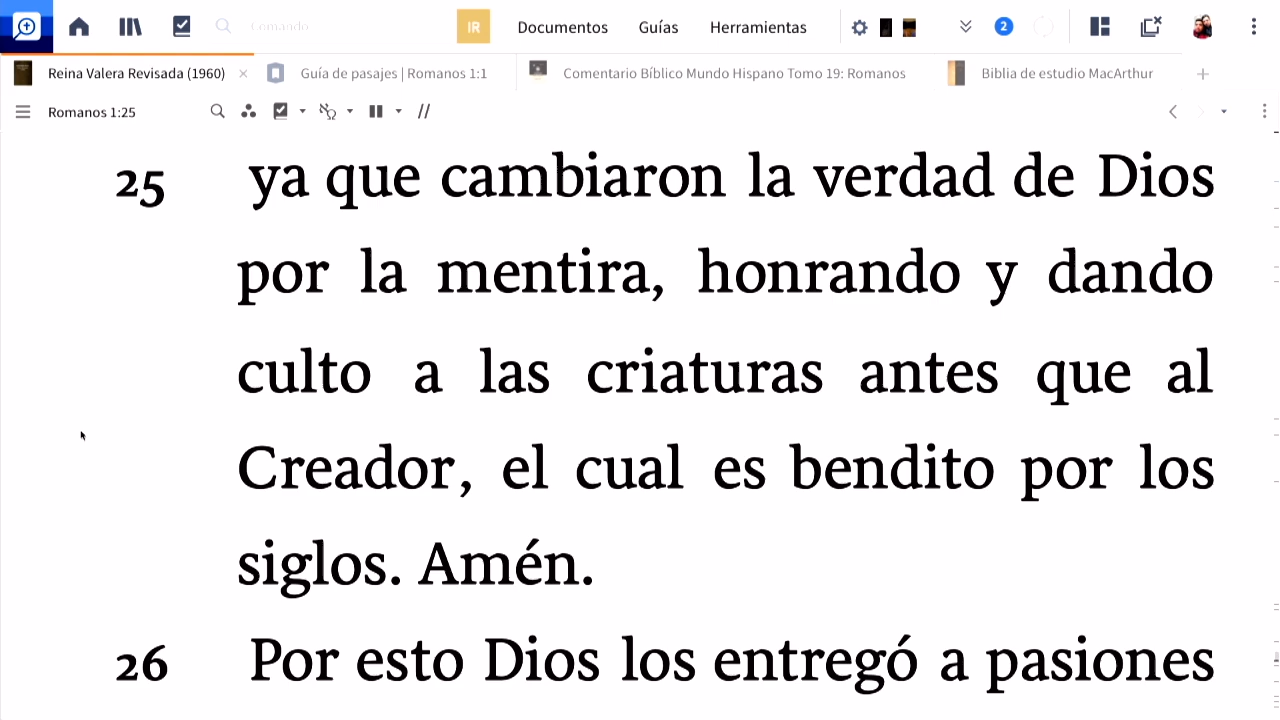 Comando
IR
Documentos
Guías
Herramientas
2
Reina Valera Revisada (1960)
Guía de pasajes | Romanos 1:1
Comentario Bíblico Mundo Hispano Tomo 19: Romanos
Biblia de estudio MacArthur
Romanos 1:25
25 ya que cambiaron la verdad de Dios
por la mentira, honrando y dando
culto a las criaturas antes que al
Creador, el cual es bendito por los
siglos. Amén.
26 Por esto Dios los entregó a pasiones